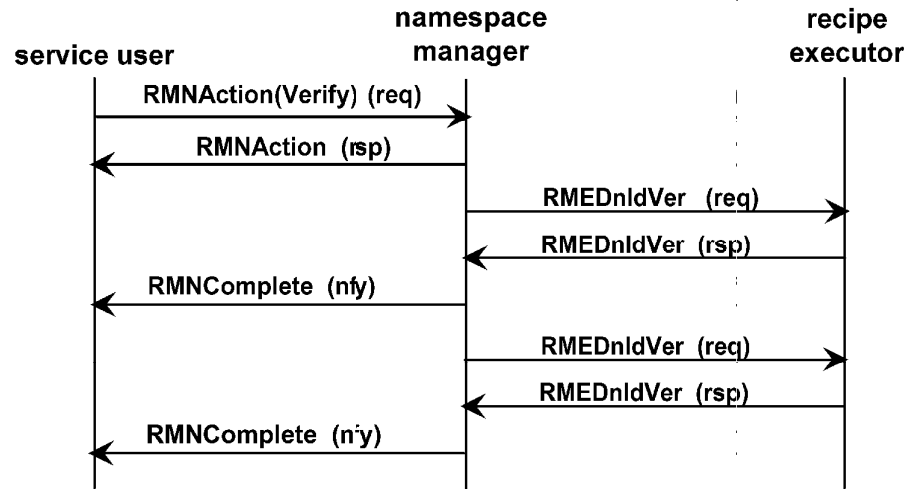 namespace
manager
recipe
executor
service user
RMNAction(Verify) (req)
RMNAction (rsp)
RMEDnldVer (req)
RMEDnldVer (rsp)
RMNComplete (nfy)
RMEDnldVer (req)
RMEDnldVer (rsp)
RMNComplete (nfy)